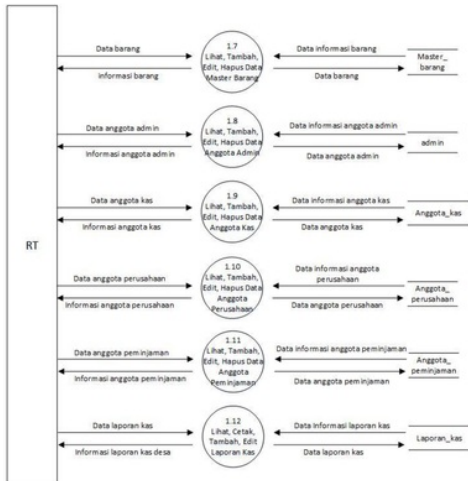 RT
Data barang
Informasi barang
1.7
Lihat, Tambah,
Edit, Hapus Data
Master Barang
Data informasi barang
Data barang
Master_
barang
Data anggota admin
Informasi anggota admin
1.8
Lihat, Tambah,
Edit, Hapus Data
Anggota Admin
Data informasi anggota admin
Data anggota admin
admin
Data anggota kas
Informasi anggota kas
1.9
Lihat, Tambah,
Edit, Hapus Data
Anggota Kas
Data informasi anggota kas
Data anggota kas
Anggota_kas
Data anggota perusahaan
Informasi anggota perusahaan
1.10
Lihat, Tambah,
Edit, Hapus Data
Anggota
Perusahaan
Data informasi anggota
perusahaan
Data anggota perusahaan
Anggota_
perusahaan
Data anggota peminjaman
Informasi anggota peminjaman
1.11
Lihat, Tambah,
Edit, Hapus Data
Anggota
Peminjaman
Data informasi anggota peminjaman
Data anggota peminjaman
Anggota_
peminjaman
Data laporan kas
Informasi laporan kas desa
1.12
Lihat, Cetak,
Tambah, Edit
Laporan Kas
Data informasi laporan kas
Data laporan kas
Laporan_kas